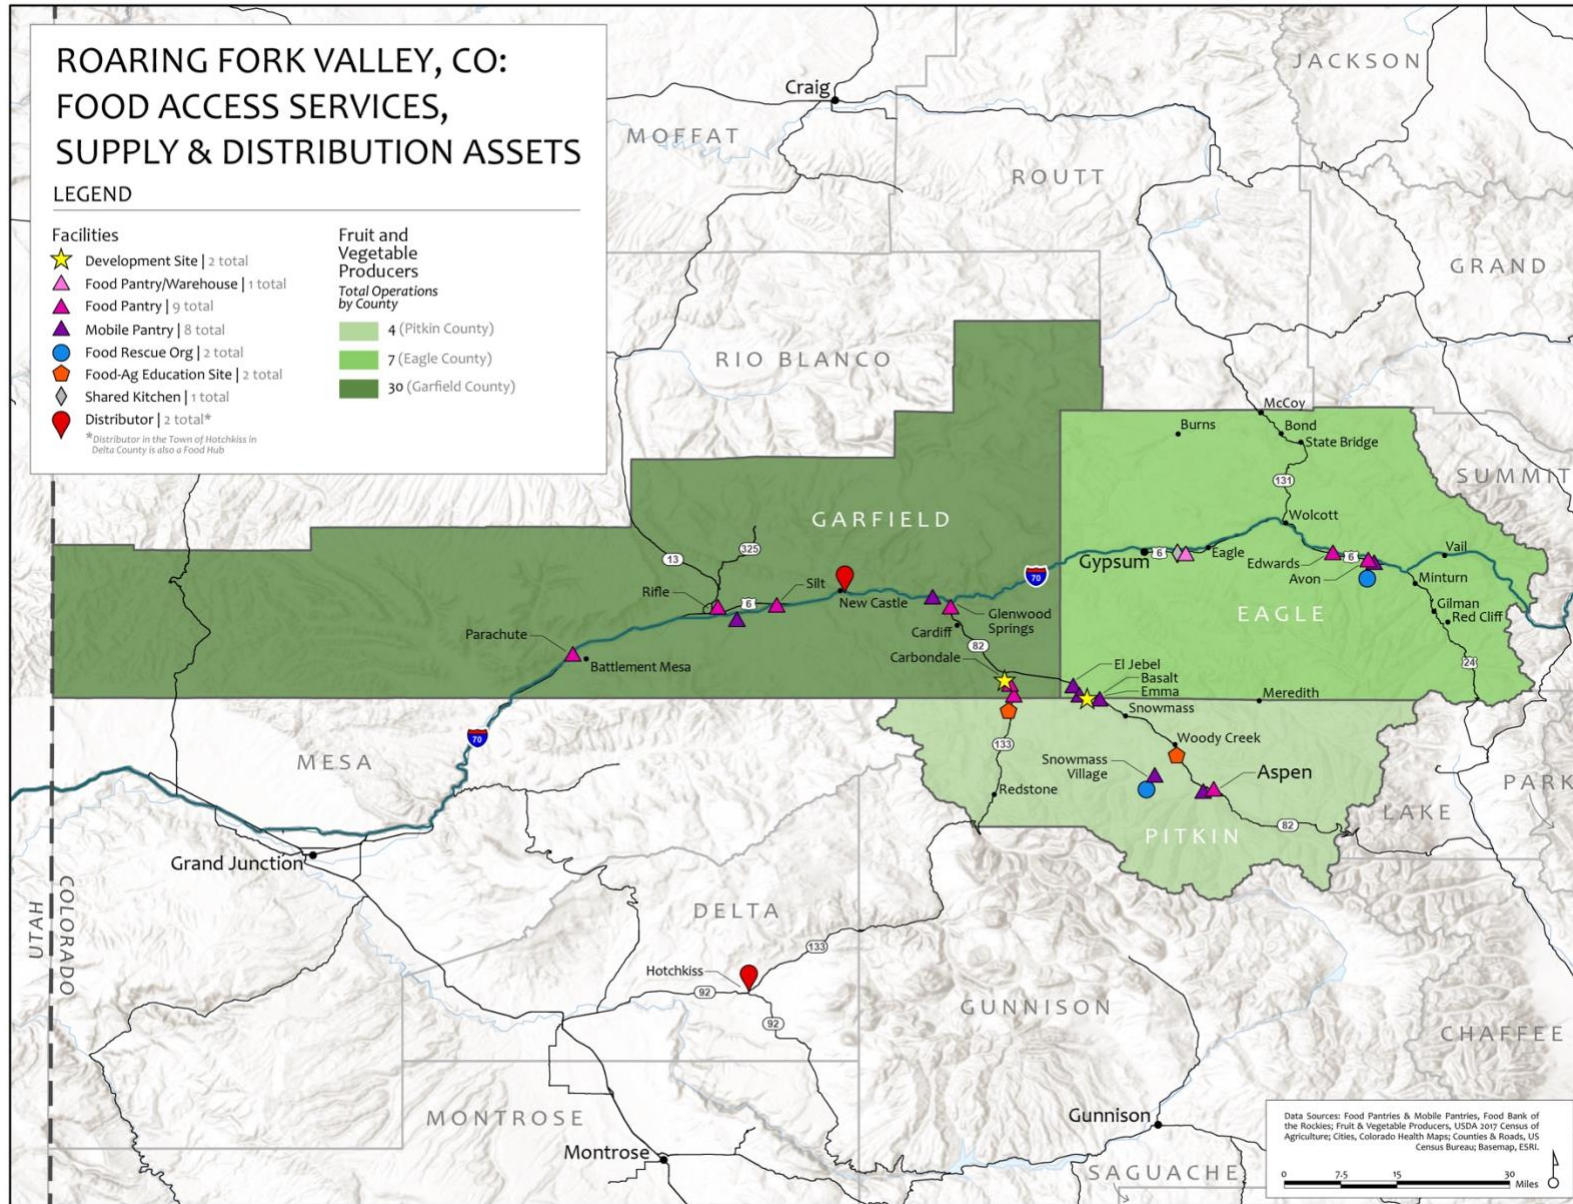 ROARING FORK VALLEY, CO:
FOOD ACCESS SERVICES,
SUPPLY & DISTRIBUTION ASSETS
LEGEND
Facilities
Development Site | 2 total
Food Pantry/Warehouse | 1 total
Food Pantry | 9 total
Mobile Pantry | 8 total
Food Rescue Org | 2 total
Food-Ag Education Site | 2 total
Shared Kitchen | 1 total
Distributor | 2 total*
*Distributor in the Town of Hotchkiss in
Delta County is also a Food Hub
Fruit and
Vegetable
Producers
Total Operations
by County
4 (Pitkin County)
7 (Eagle County)
30 (Garfield County)
JACKSON
Craig
MOFFAT
ROUTT
GRAND
RIO BLANCO
McCoy
Burns
Bond
State Bridge
SUMMIT
131
GARFIELD
Wolcott
13
325
Gypsum
6
Eagle
Edwards
6
Vail
Avon
Minturn
70
Rifle
6
Silt
New Castle
Glenwood
Springs
EAGLE
Gilman
Red Cliff
Cardiff
Parachute
Battlement Mesa
82
Carbondale
El Jebel
Basalt
Emma
24
Meredith
Snowmass
70
MESA
133
Woody Creek
Snowmass
Village
Aspen
Redstone
PARK
LAKE
PITKIN
82
Grand Junction
COLORADO
UTAH
DELTA
133
Hotchkiss
92
92
GUNNISON
CHAFFEE
MONTROSE
Gunnison
Montrose
SAGUACHE
Data Sources: Food Pantries & Mobile Pantries, Food Bank of
the Rockies; Fruit & Vegetable Producers, USDA 2017 Census of
Agriculture; Cities, Colorado Health Maps; Counties & Roads, US
Census Bureau; Basemap, ESRI.
0 7.5 15 30
Miles